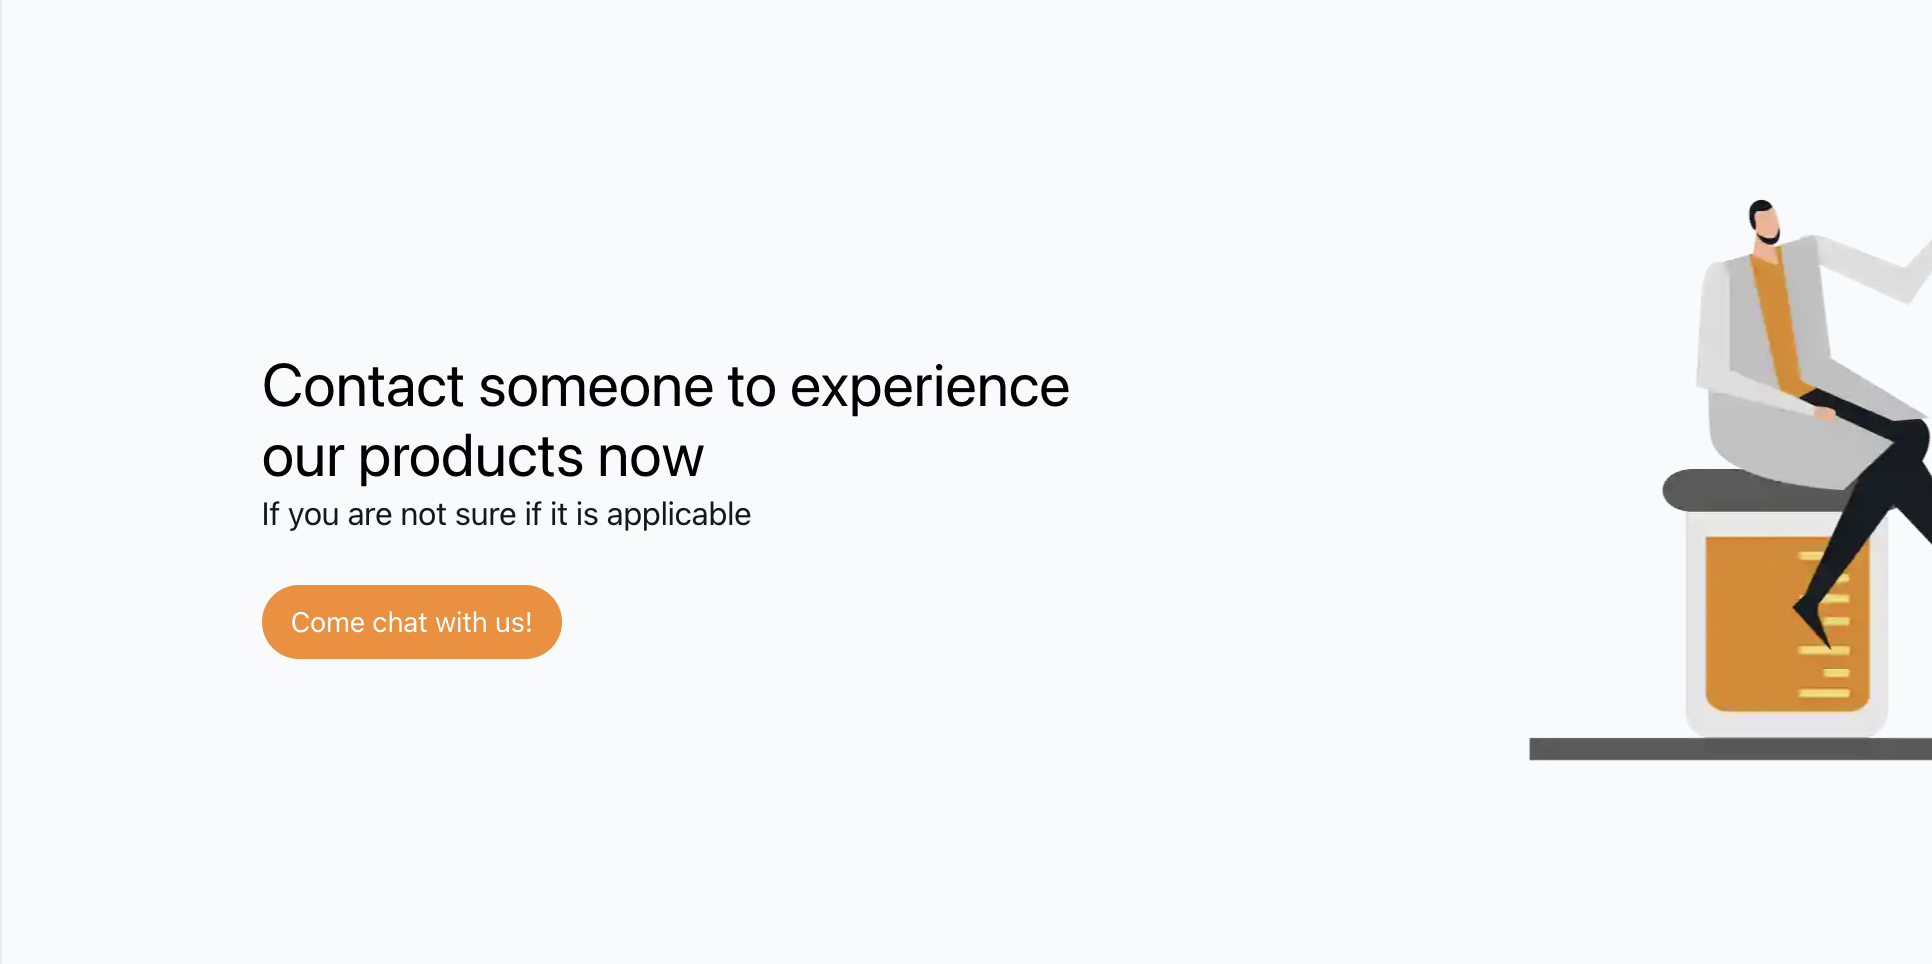 Contact someone to experience
our products now
If you are not sure if it is applicable
Come chat with us!